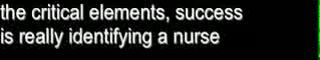 the critical elements, success
is really identifying a nurse